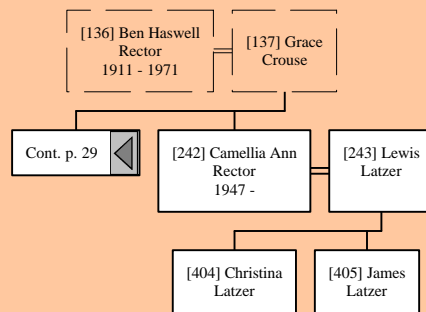 [136] Ben Haswell
Rector
1911 - 1971
[137] Grace
Crouse
Cont. p. 29
[242] Camellia Ann
Rector
1947 -
[243] Lewis
Latzer
[404] Christina
Latzer
[405] James
Latzer